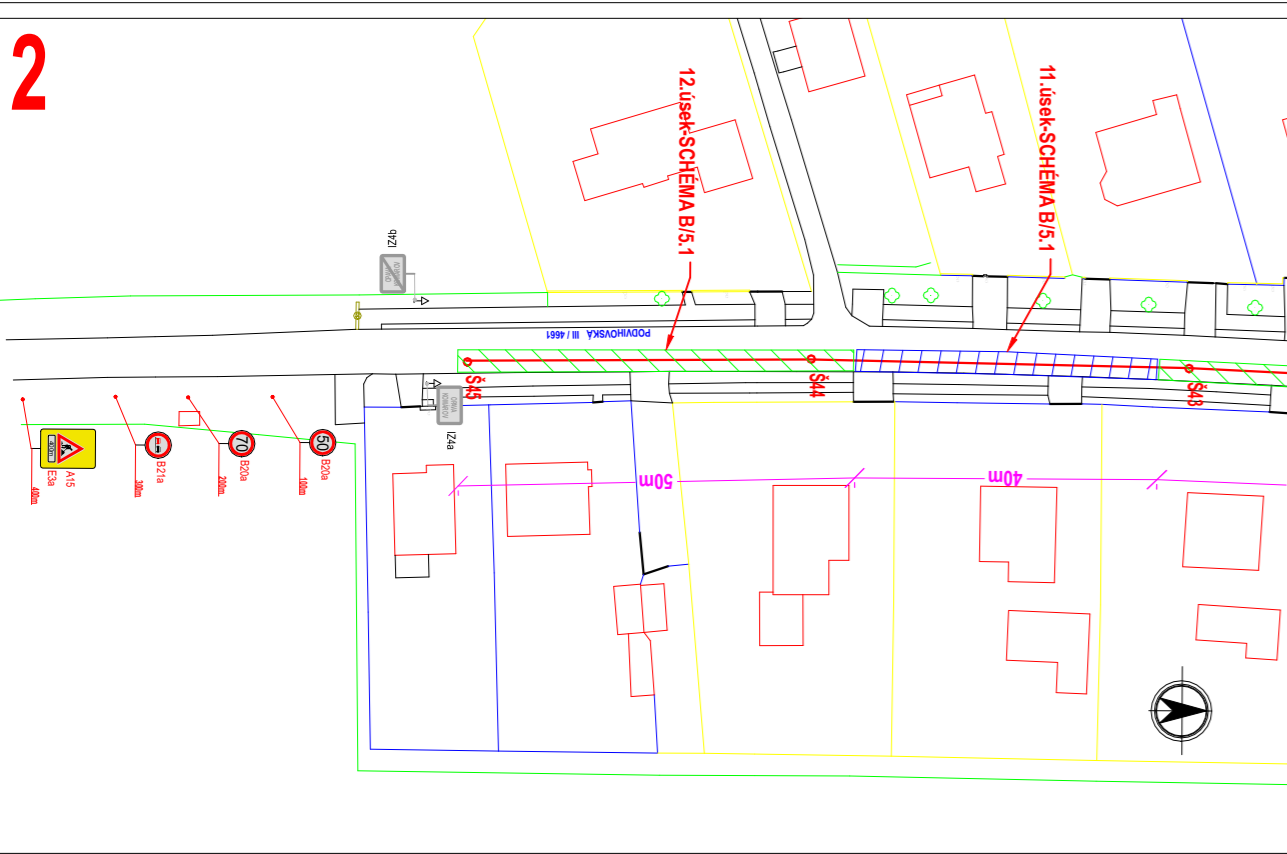 2
12.úsek-SCHÉMA B/5.1
11.úsek-SCHÉMA B/5.1
IZ4b
PODVIHOVSKÁ III / 4661
Š45
Š44
Š43
IZ4a
50m
40m
50
B20a
100m
70
B20a
200m
B21a
300m
A15
400m
E3a
400m